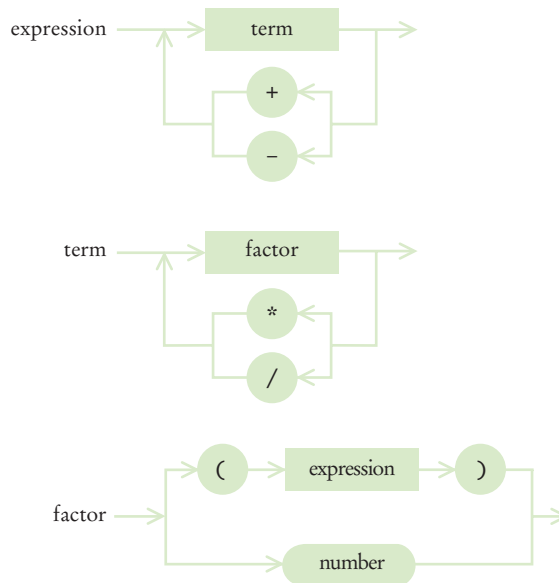 expression term
+
-
term factor
*
/
( expression )
factor
number